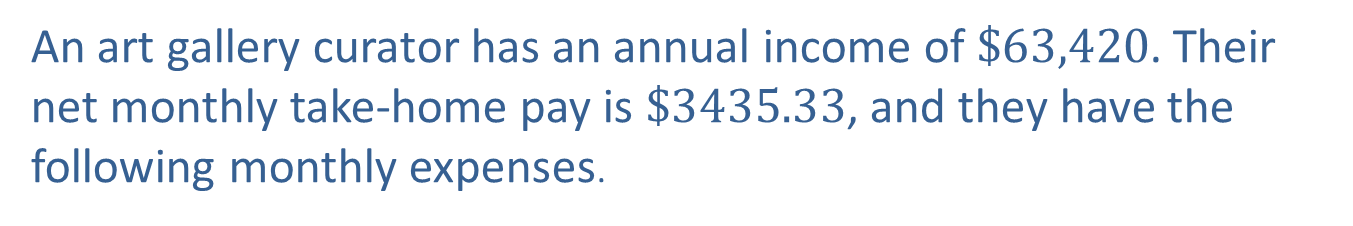 An art gallery curator has an annual income of $63,420. Their
net monthly take-home pay is $3435.33, and they have the
following monthly expenses.